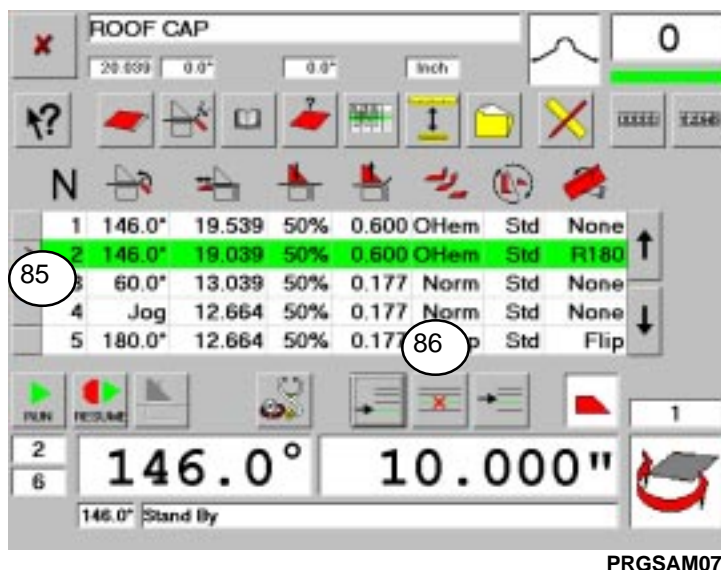 ROOF CAP
0
20.039 0.0° 0.0° Inch
?
N
1 146.0° 19.539 50% 0.600 OHem Std None
2 146.0° 19.039 50% 0.600 OHem Std R180
85
3 60.0° 13.039 50% 0.177 Norm Std None
4 Jog 12.664 50% 0.177 Norm Std None
86
5 180.0° 12.664 50% 0.177 p Std Flip
RUN RESUME
1
2
6
146.0° 10.000"
146.0° Stand By
PRGSAM07